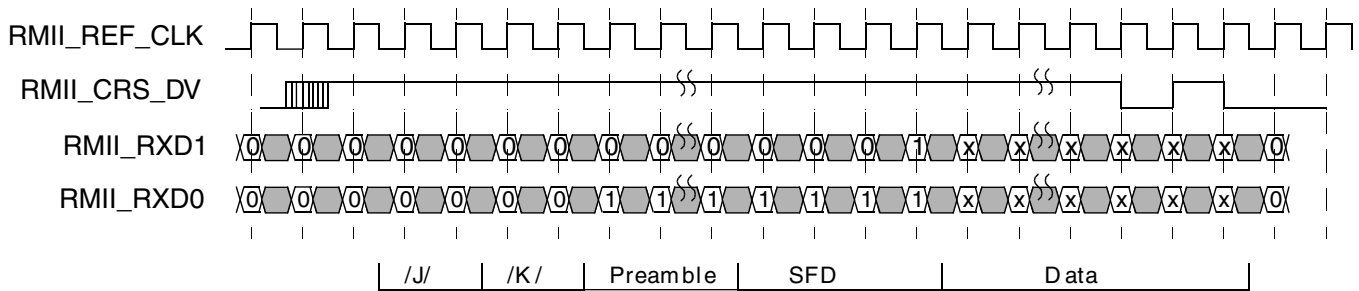 RMII_REF_CLK
RMII_CRS_DV
RMII_RXD1 0 0 0 0 0 0 0 0 0 0 0 0 0 1 x x x x x x 0
RMII_RXD0 0 0 0 0 0 0 0 1 1 1 1 1 1 1 x x x x x x 0
/J/ /K/ Preamble SFD Data